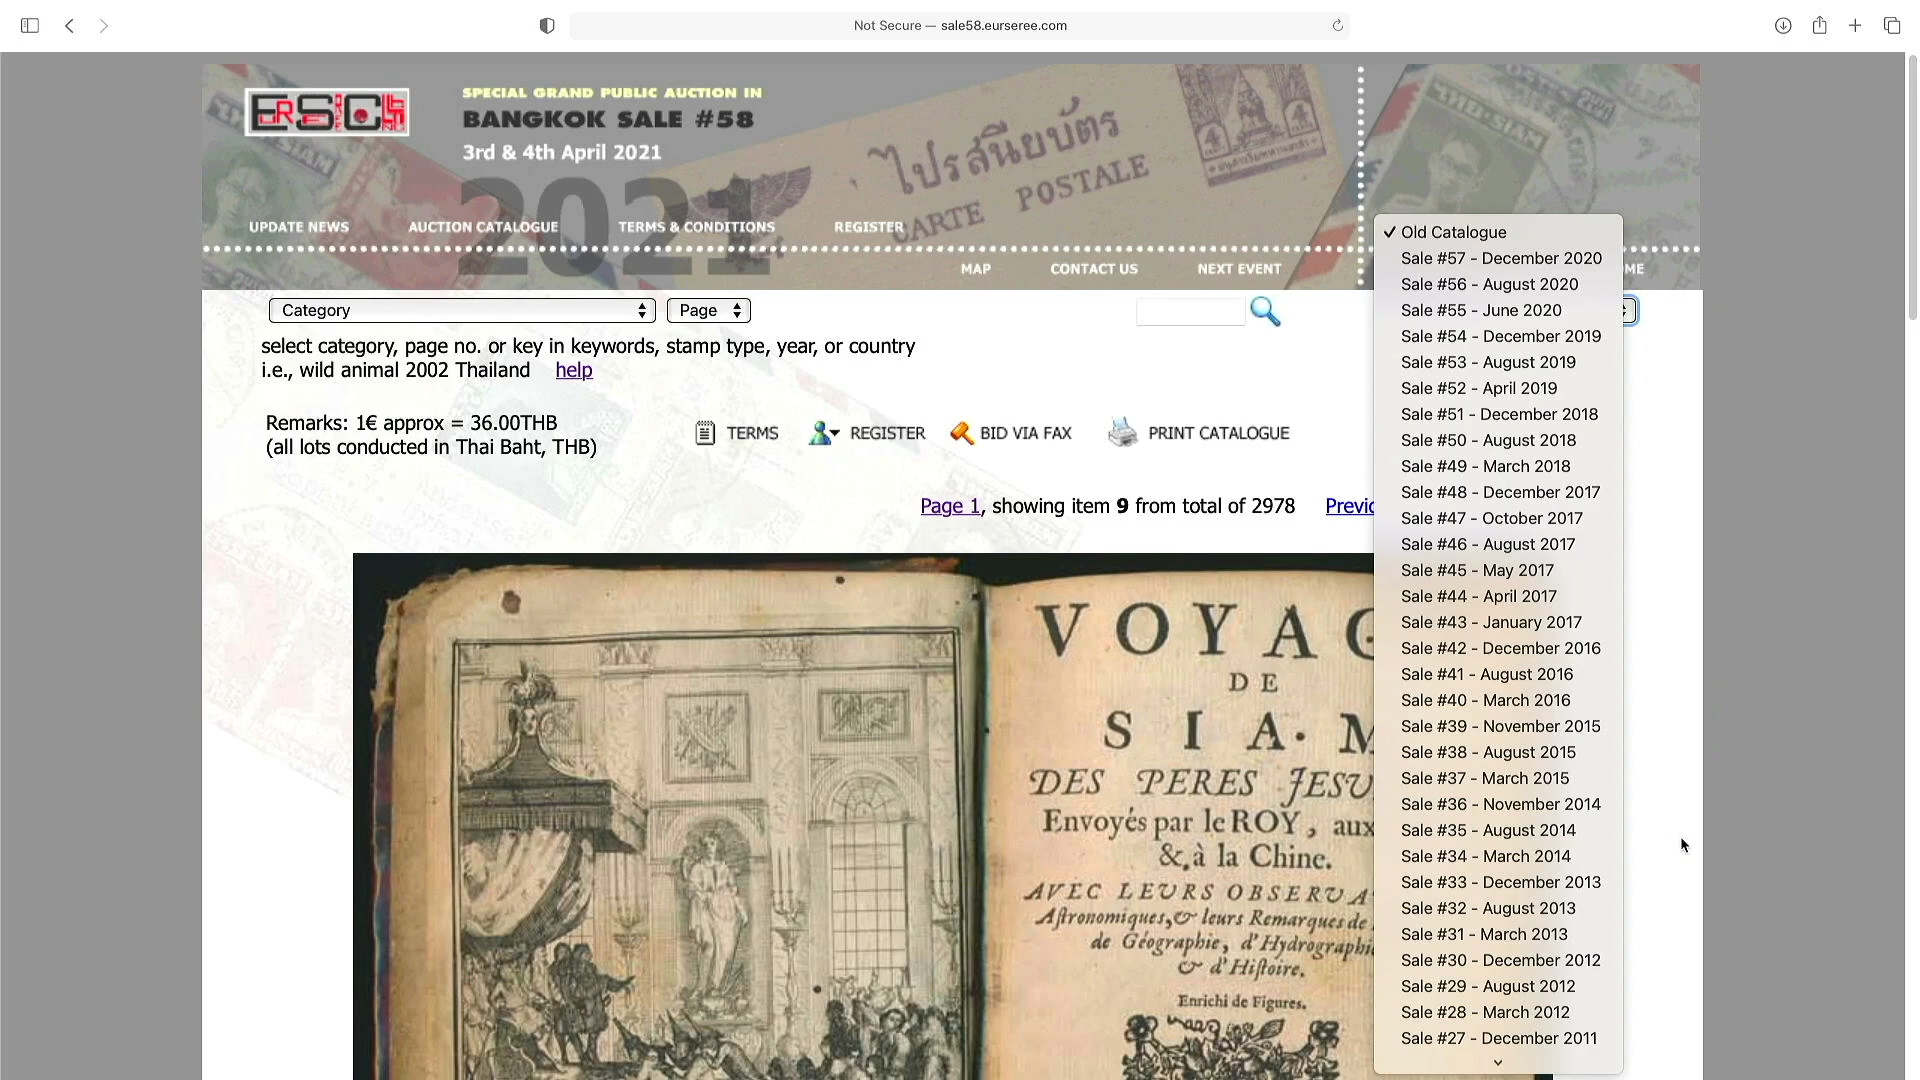 Not Secure — sale58.eurseree.com
SPECIAL GRAND PUBLIC AUCTION IN
BANGKOK SALE #58
3rd & 4th April 2021
2021
ไปรสนียบัตร
CARTE POSTALE
4
4
UPDATE NEWS
AUCTION CATALOGUE
TERMS & CONDITIONS
REGISTER
MAP
CONTACT US
NEXT EVENT
ME
Category
Page
select category, page no. or key in keywords, stamp type, year, or country
i.e., wild animal 2002 Thailand help
Remarks: 1€ approx = 36.00THB
(all lots conducted in Thai Baht, THB)
TERMS
REGISTER
BID VIA FAX
PRINT CATALOGUE
Page 1, showing item 9 from total of 2978 Previc
Old Catalogue
Sale #57 - December 2020
Sale #56 - August 2020
Sale #55 - June 2020
Sale #54 - December 2019
Sale #53 - August 2019
Sale #52 - April 2019
Sale #51 - December 2018
Sale #50 - August 2018
Sale #49 - March 2018
Sale #48 - December 2017
Sale #47 - October 2017
Sale #46 - August 2017
Sale #45 - May 2017
Sale #44 - April 2017
Sale #43 - January 2017
Sale #42 - December 2016
Sale #41 - August 2016
Sale #40 - March 2016
Sale #39 - November 2015
Sale #38 - August 2015
Sale #37 - March 2015
Sale #36 - November 2014
Sale #35 - August 2014
Sale #34 - March 2014
Sale #33 - December 2013
Sale #32 - August 2013
Sale #31 - March 2013
Sale #30 - December 2012
Sale #29 - August 2012
Sale #28 - March 2012
Sale #27 - December 2011
VOYAG
DE
SIAM
DES PERES JESU
Envoyés par le ROY, aux
& à la Chine.
AVEC LEURS OBSERVA
Astronomiques, & leurs Remarques de
de Géographie, d'Hydrographie
& d'Histoire.
Enrichi de Figures.